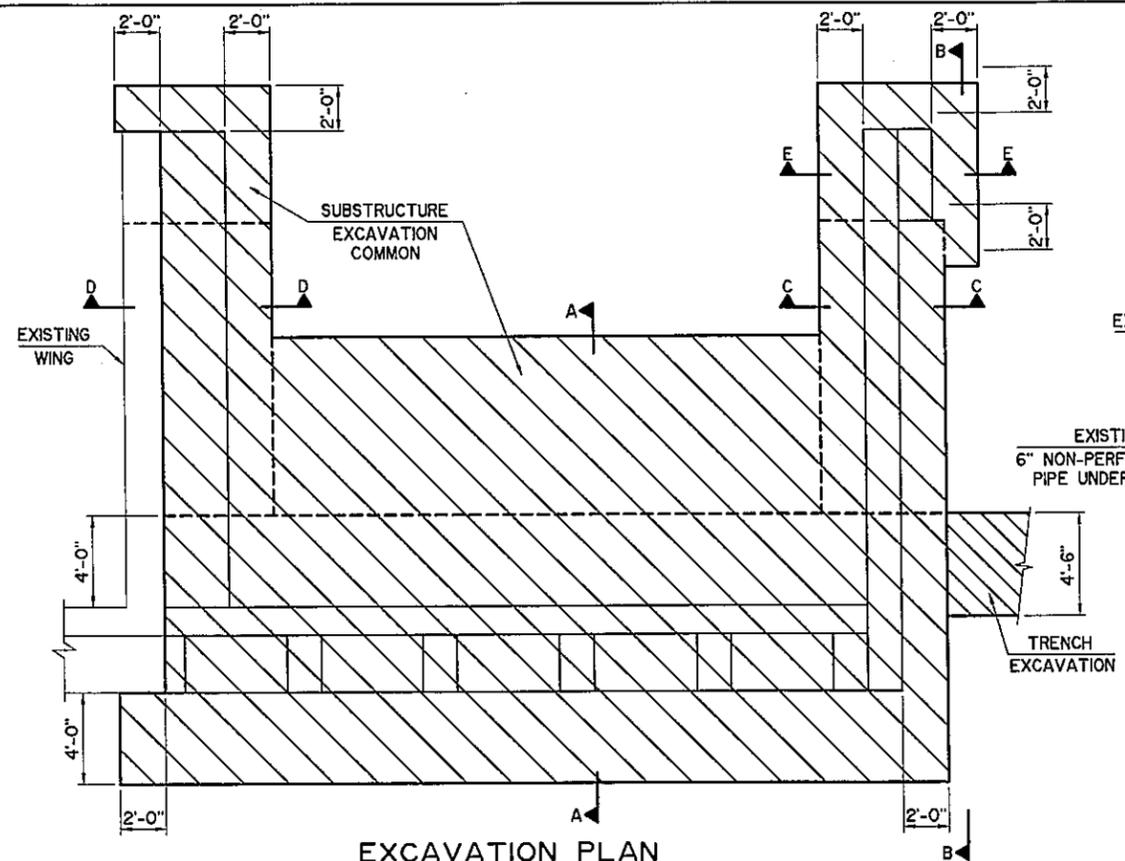 2'-0" 2'-0" 2'-0" 2'-0"
B
2'-0"
2'-0"
E E
SUBSTRUCTURE
EXCAVATION
COMMON
2'-0"
D D
C C
A
EXISTING
WING
EXISTI
6" NON-PERF
PIPE UNDER
4'-0"
4'-6"
TRENCH
EXCAVATION
4'-0"
2'-0"
A
2'-0"
B
EXCAVATION PLAN